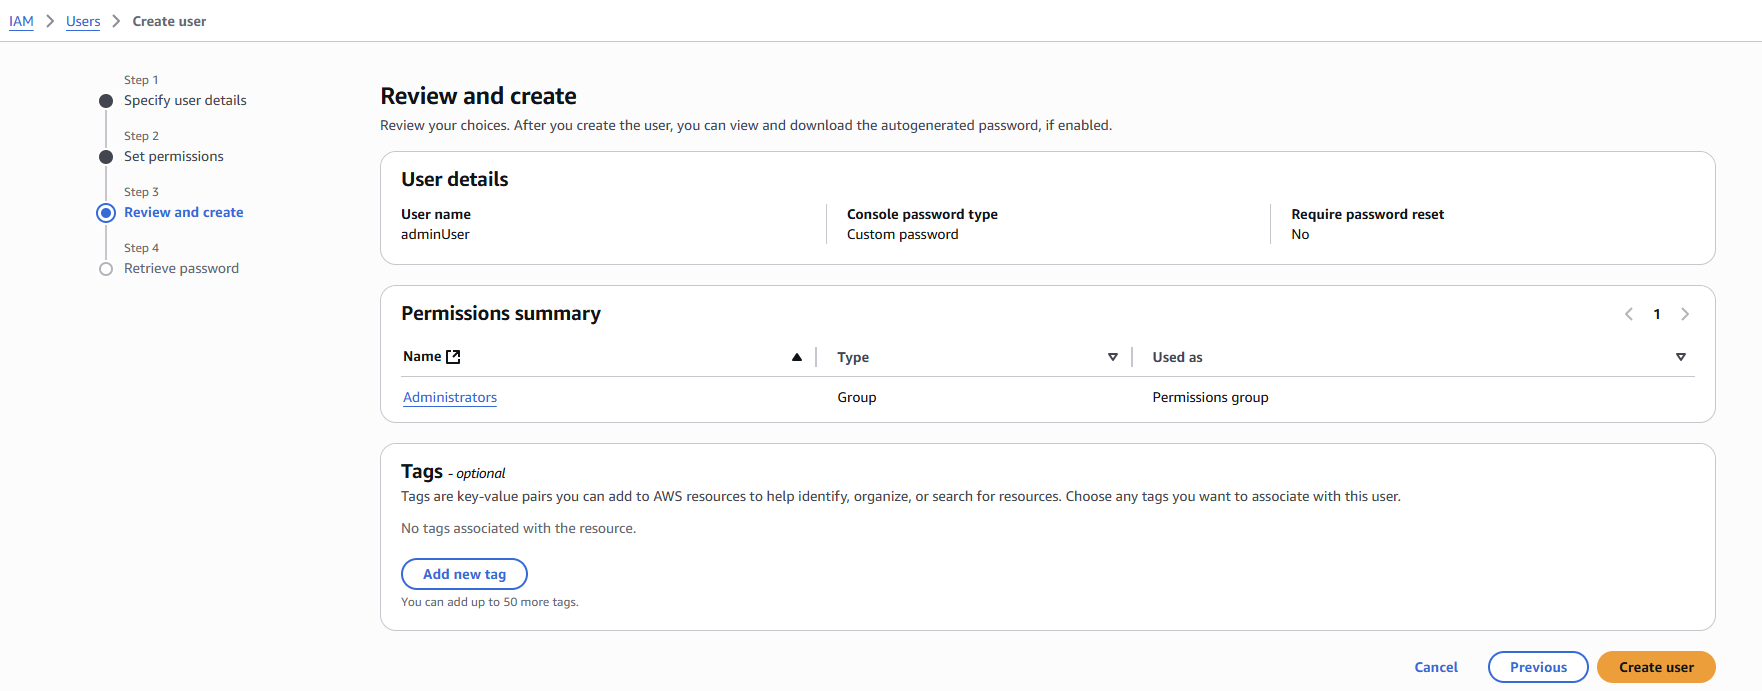 IAM > Users > Create user
Step 1
Specify user details
Step 2
Set permissions
Step 3
Review and create
Step 4
Retrieve password
Review and create
Review your choices. After you create the user, you can view and download the autogenerated password, if enabled.
User details
User name
adminUser
Console password type
Custom password
Require password reset
No
Permissions summary
1
Name Type Used as
Administrators Group Permissions group
Tags - optional
Tags are key-value pairs you can add to AWS resources to help identify, organize, or search for resources. Choose any tags you want to associate with this user.
No tags associated with the resource.
Add new tag
You can add up to 50 more tags.
Cancel Previous Create user